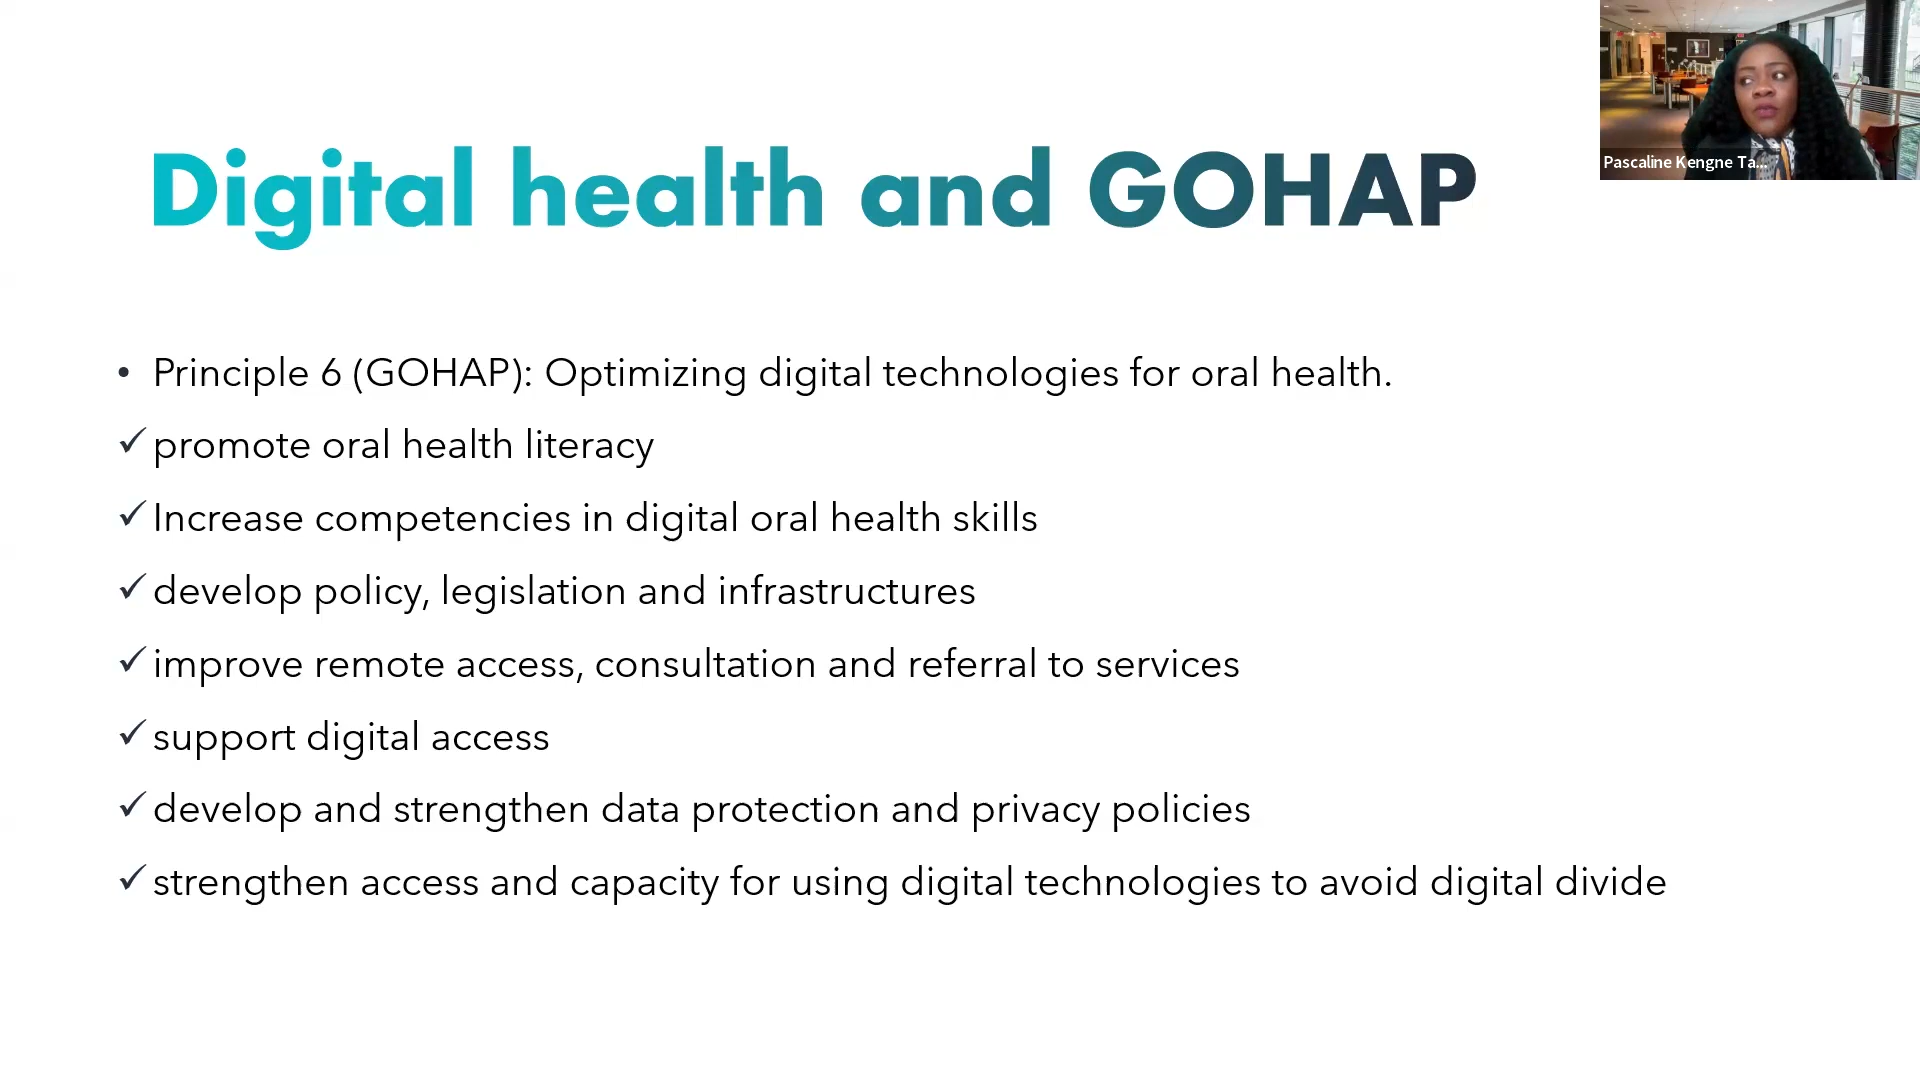 Digital health and GOHAP
Pascaline Kengne Ta...
• Principle 6 (GOHAP): Optimizing digital technologies for oral health.
✓ promote oral health literacy
✓ Increase competencies in digital oral health skills
✓ develop policy, legislation and infrastructures
✓ improve remote access, consultation and referral to services
✓ support digital access
✓ develop and strengthen data protection and privacy policies
✓ strengthen access and capacity for using digital technologies to avoid digital divide